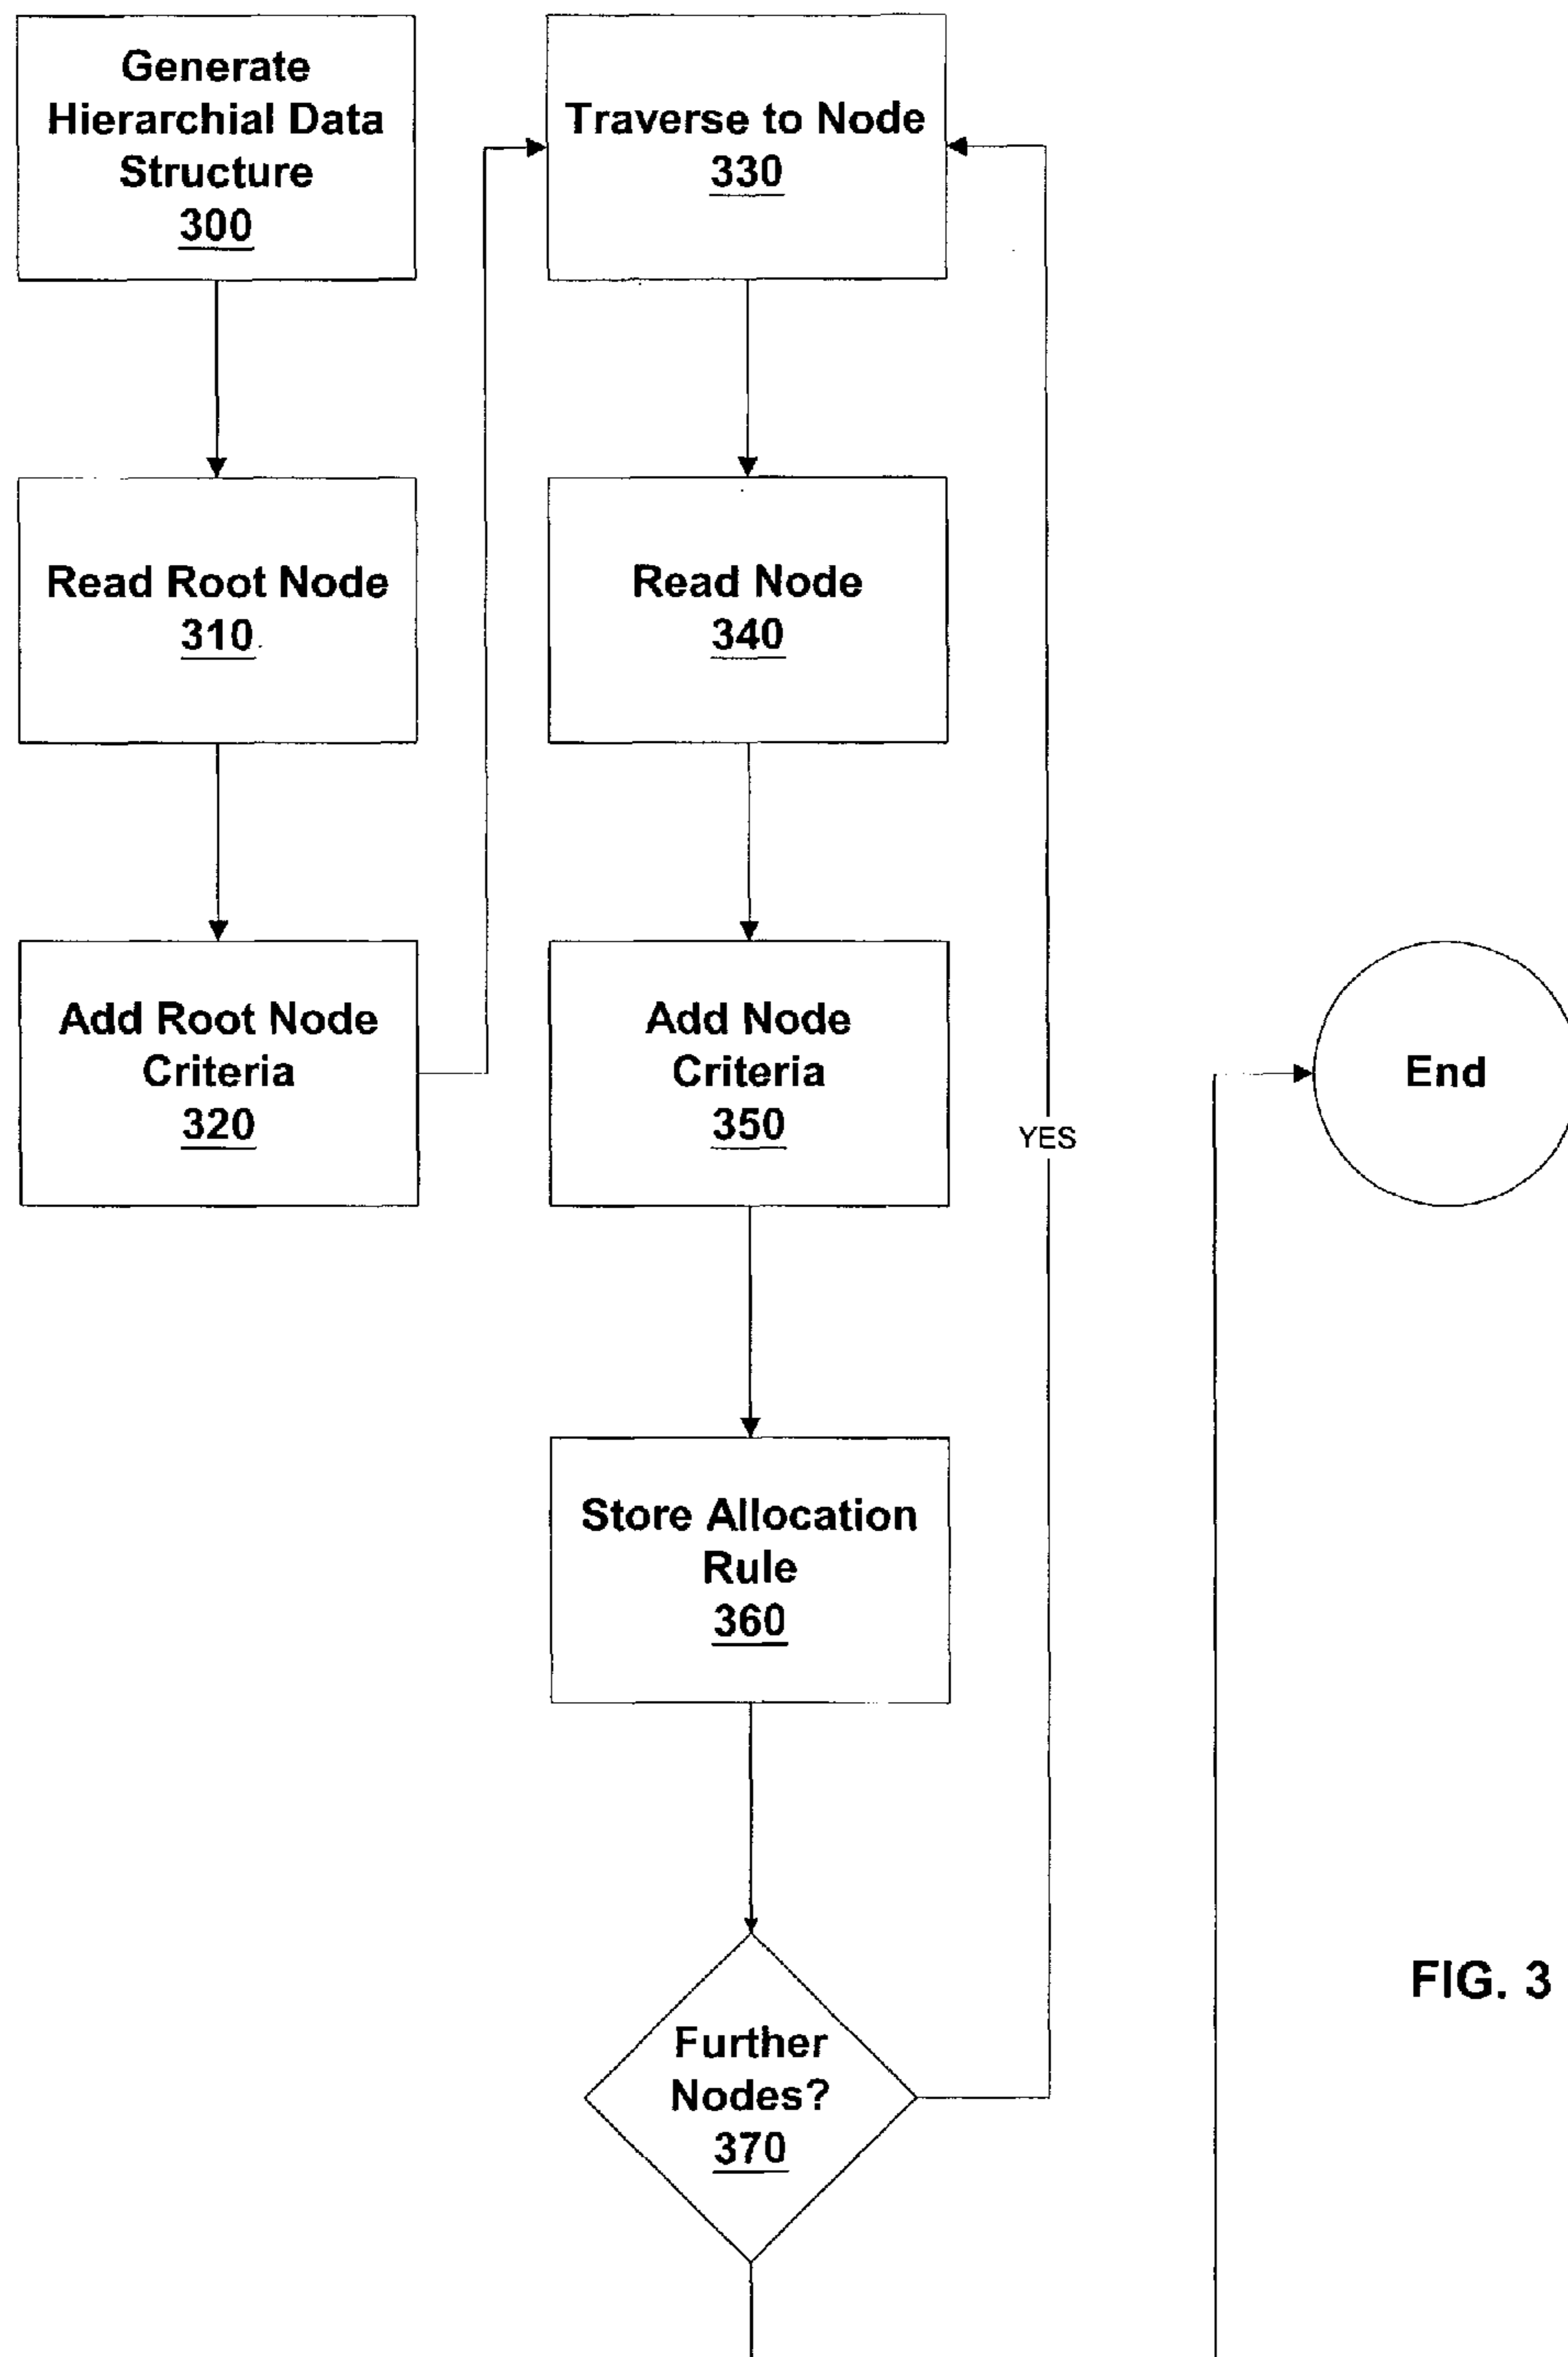 Generate
Hierarchial Data
Structure
300
Read Root Node
310
Add Root Node
Criteria
320
Traverse to Node
330
Read Node
340
Add Node
Criteria
350
Store Allocation
Rule
360
Further
Nodes?
370
YES
End
FIG. 3